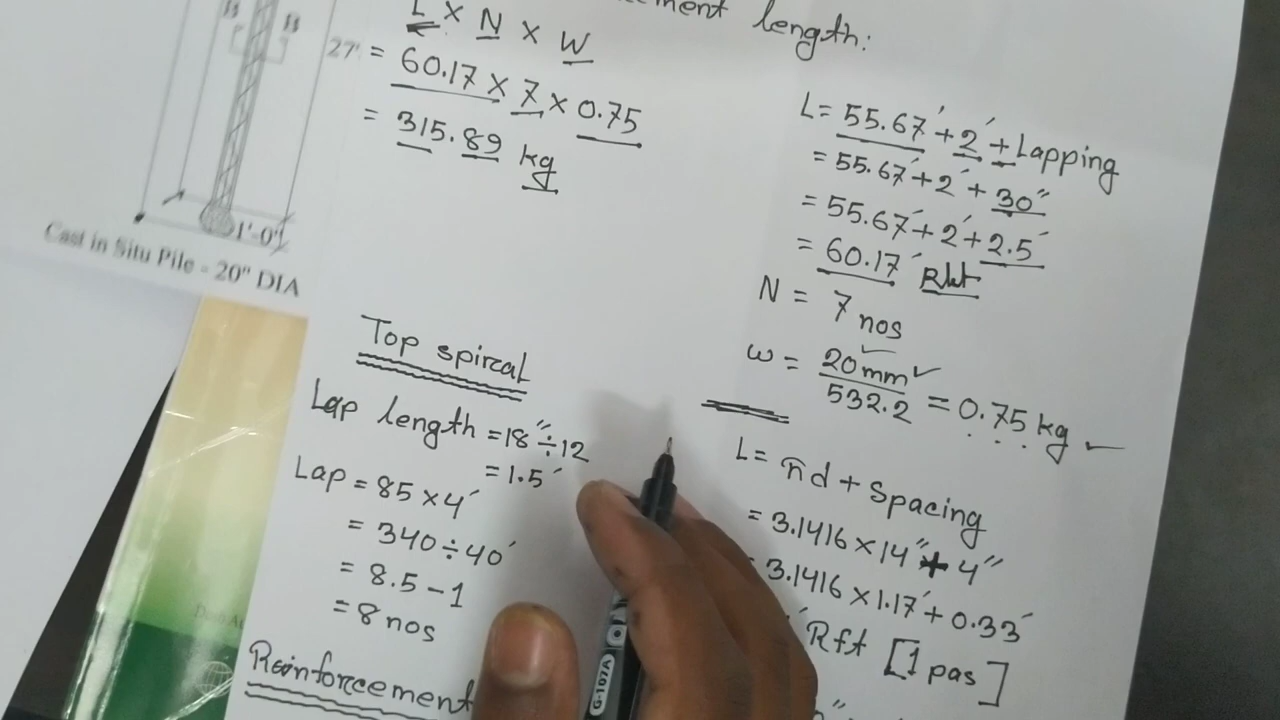 length:
L × N × W
27'
= 60.17 × 7 × 0.75
= 315.89 kg
1'-0"
Cast in Situ Pile - 20" DIA
L= 55.67'+2'+Lapping
= 55.67'+2'+30"
= 55.67'+2'+2.5'
= 60.17' Rft
N = 7 nos
W = 20mm / 532.2 = 0.75 kg
Top spiral
Lap length = 18"÷12
= 1.5'
Lap = 85×4'
= 340÷40'
= 8.5-1
= 8 nos
Reinforcement
L= πd + Spacing
= 3.1416×14"+4"
= 3.1416×1.17'+0.33'
Rft [1 pas]
G-107A